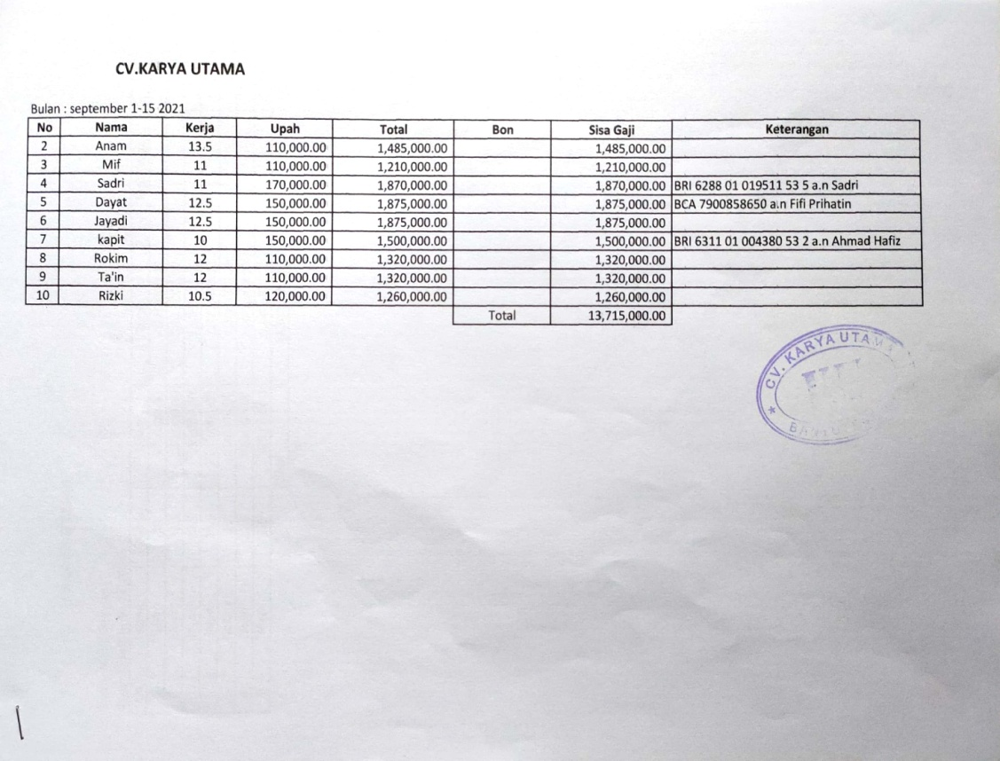 CV.KARYA UTAMA
Bulan : september 1-15 2021
No Nama Kerja Upah Total Bon Sisa Gaji Keterangan
2 Anam 13.5 110,000.00 1,485,000.00 1,485,000.00
3 Mif 11 110,000.00 1,210,000.00 1,210,000.00
4 Sadri 11 170,000.00 1,870,000.00 1,870,000.00 BRI 6288 01 019511 53 5 a.n Sadri
5 Dayat 12.5 150,000.00 1,875,000.00 1,875,000.00 BCA 7900858650 a.n Fifi Prihatin
6 Jayadi 12.5 150,000.00 1,875,000.00 1,875,000.00
7 kapit 10 150,000.00 1,500,000.00 1,500,000.00 BRI 6311 01 004380 53 2 a.n Ahmad Hafiz
8 Rokim 12 110,000.00 1,320,000.00 1,320,000.00
9 Ta'in 12 110,000.00 1,320,000.00 1,320,000.00
10 Rizki 10.5 120,000.00 1,260,000.00 1,260,000.00
Total 13,715,000.00
CV. KARYA UTAMA